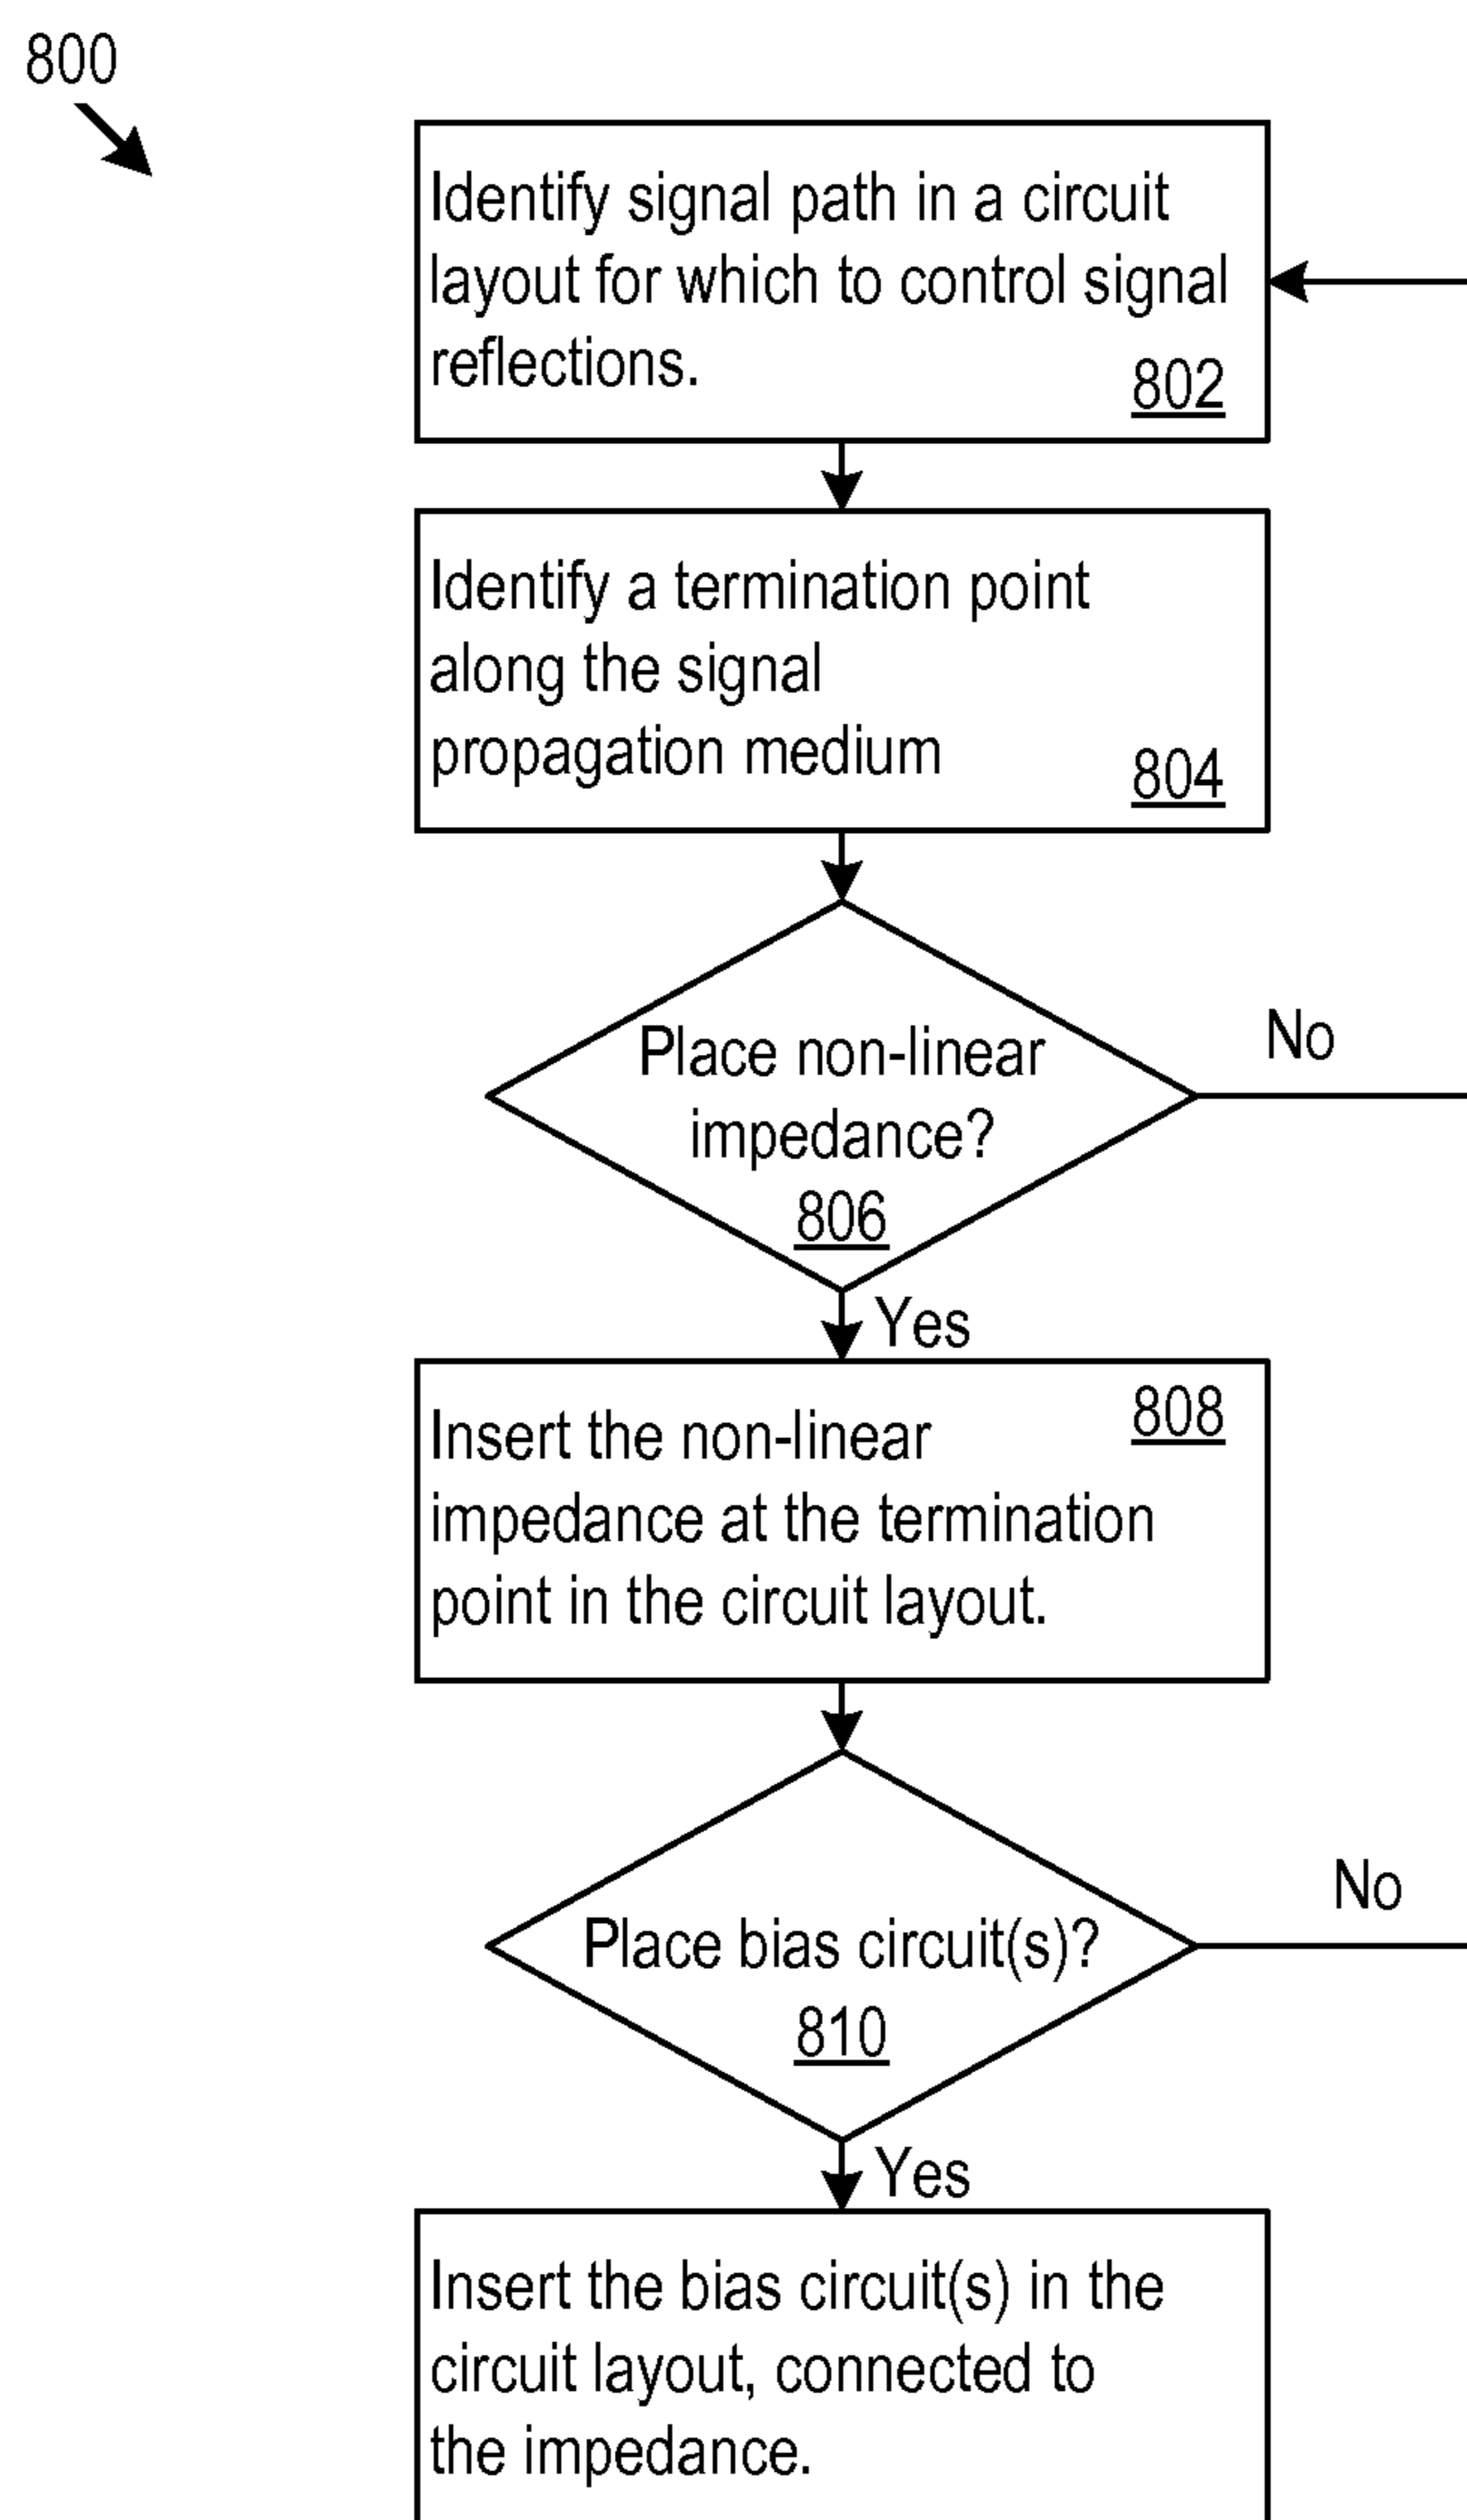 800
Identify signal path in a circuit
layout for which to control signal
reflections.
802
Identify a termination point
along the signal
propagation medium
804
Place non-linear
impedance?
806
No
Yes
808
Insert the non-linear
impedance at the termination
point in the circuit layout.
Place bias circuit(s)?
810
No
Yes
Insert the bias circuit(s) in the
circuit layout, connected to
the impedance.